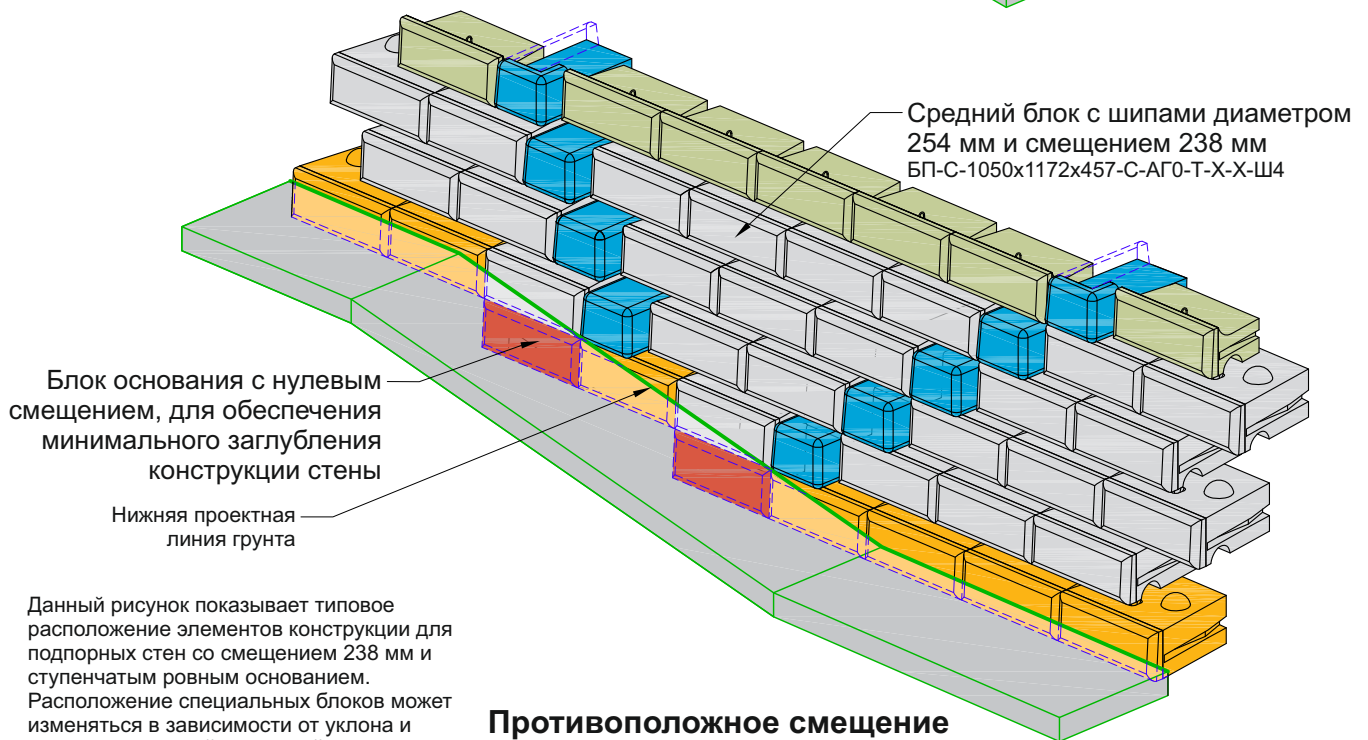 Средний блок с шипами диаметром
254 мм и смещением 238 мм
БП-С-1050x1172x457-С-АГ0-Т-Х-Х-Ш4
Блок основания с нулевым
смещением, для обеспечения
минимального заглубления
конструкции стены
Нижняя проектная
линия грунта
Данный рисунок показывает типовое
расположение элементов конструкции для
подпорных стен со смещением 238 мм и
ступенчатым ровным основанием.
Расположение специальных блоков может
изменяться в зависимости от уклона и
Противоположное смещение